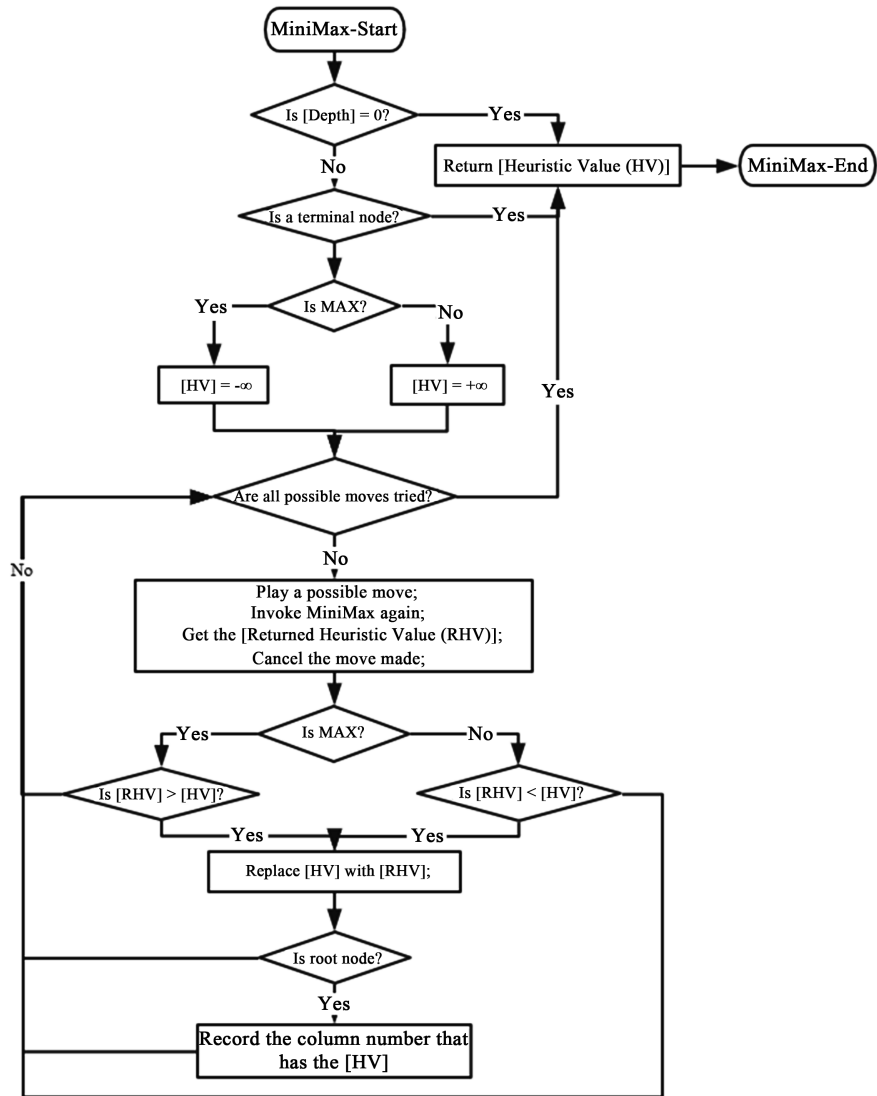 MiniMax-Start
Is [Depth] = 0?
Yes
No
Return [Heuristic Value (HV)]
MiniMax-End
Is a terminal node?
Yes
Is MAX?
Yes
No
[HV] = -∞
[HV] = +∞
Yes
Are all possible moves tried?
No
No
Play a possible move;
Invoke MiniMax again;
Get the [Returned Heuristic Value (RHV)];
Cancel the move made;
Is MAX?
Yes
No
Is [RHV] > [HV]?
Is [RHV] < [HV]?
Yes
Yes
Replace [HV] with [RHV];
Is root node?
Yes
Record the column number that
has the [HV]